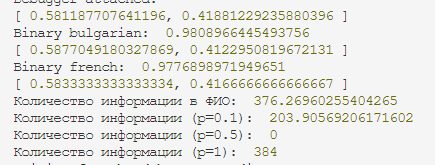 Debugger attached.
[ 0.581187707641196, 0.41881229235880396 ]
Binary bulgarian:  0.9808966445493756
[ 0.5877049180327869, 0.4122950819672131 ]
Binary french:  0.9776898971949651
[ 0.5833333333333334, 0.4166666666666667 ]
Количество информации в ФИО:  376.26960255404265
Количество информации (p=0.1):  203.90569206171602
Количество информации (p=0.5):  0
Количество информации (p=1):  384